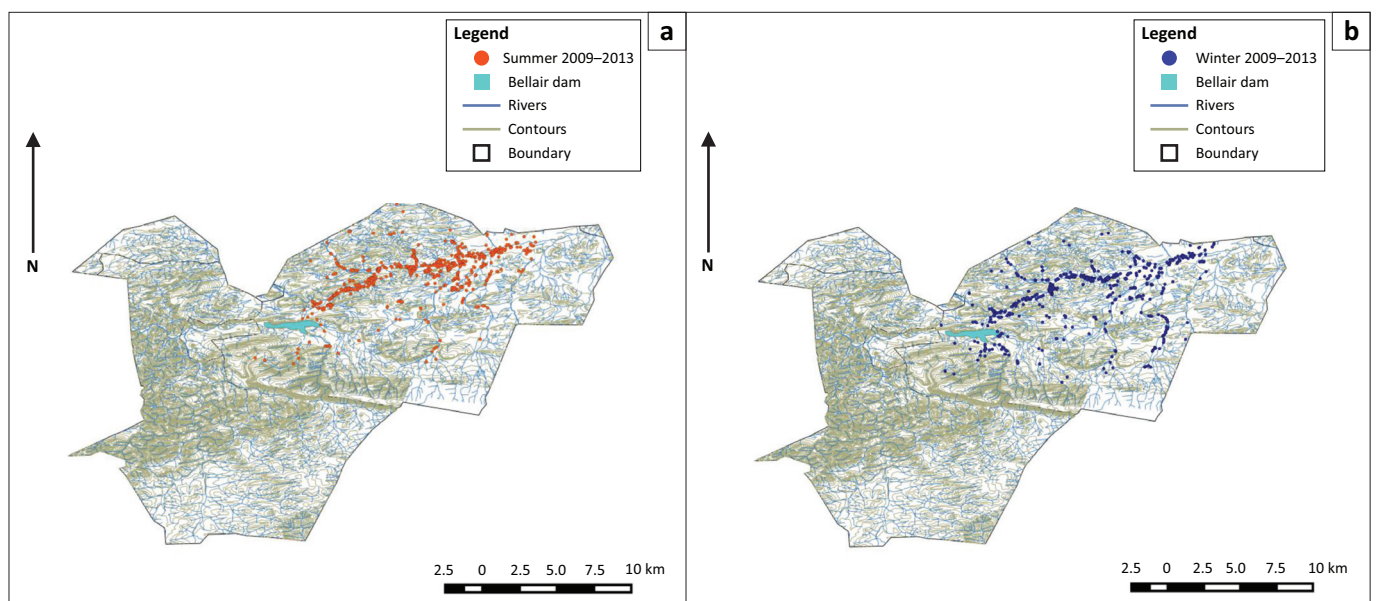 a
Legend
Summer 2009–2013
Bellair dam
Rivers
Contours
Boundary
N
2.5 0 2.5 5.0 7.5 10 km
b
Legend
Winter 2009–2013
Bellair dam
Rivers
Contours
Boundary
N
2.5 0 2.5 5.0 7.5 10 km